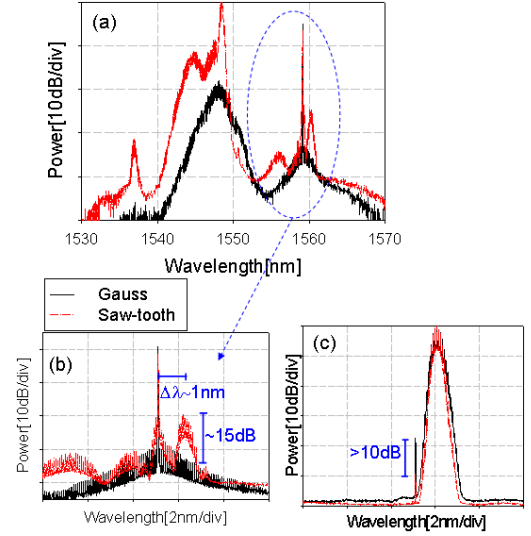 (a)
Power[10dB/div]
1530 1540 1550 1560 1570
Wavelength[nm]
Gauss
Saw-tooth
(b)
Δλ~1nm
~15dB
Power[10dB/div]
Wavelength[2nm/div]
(c)
>10dB
Power[10dB/div]
Wavelength[2nm/div]